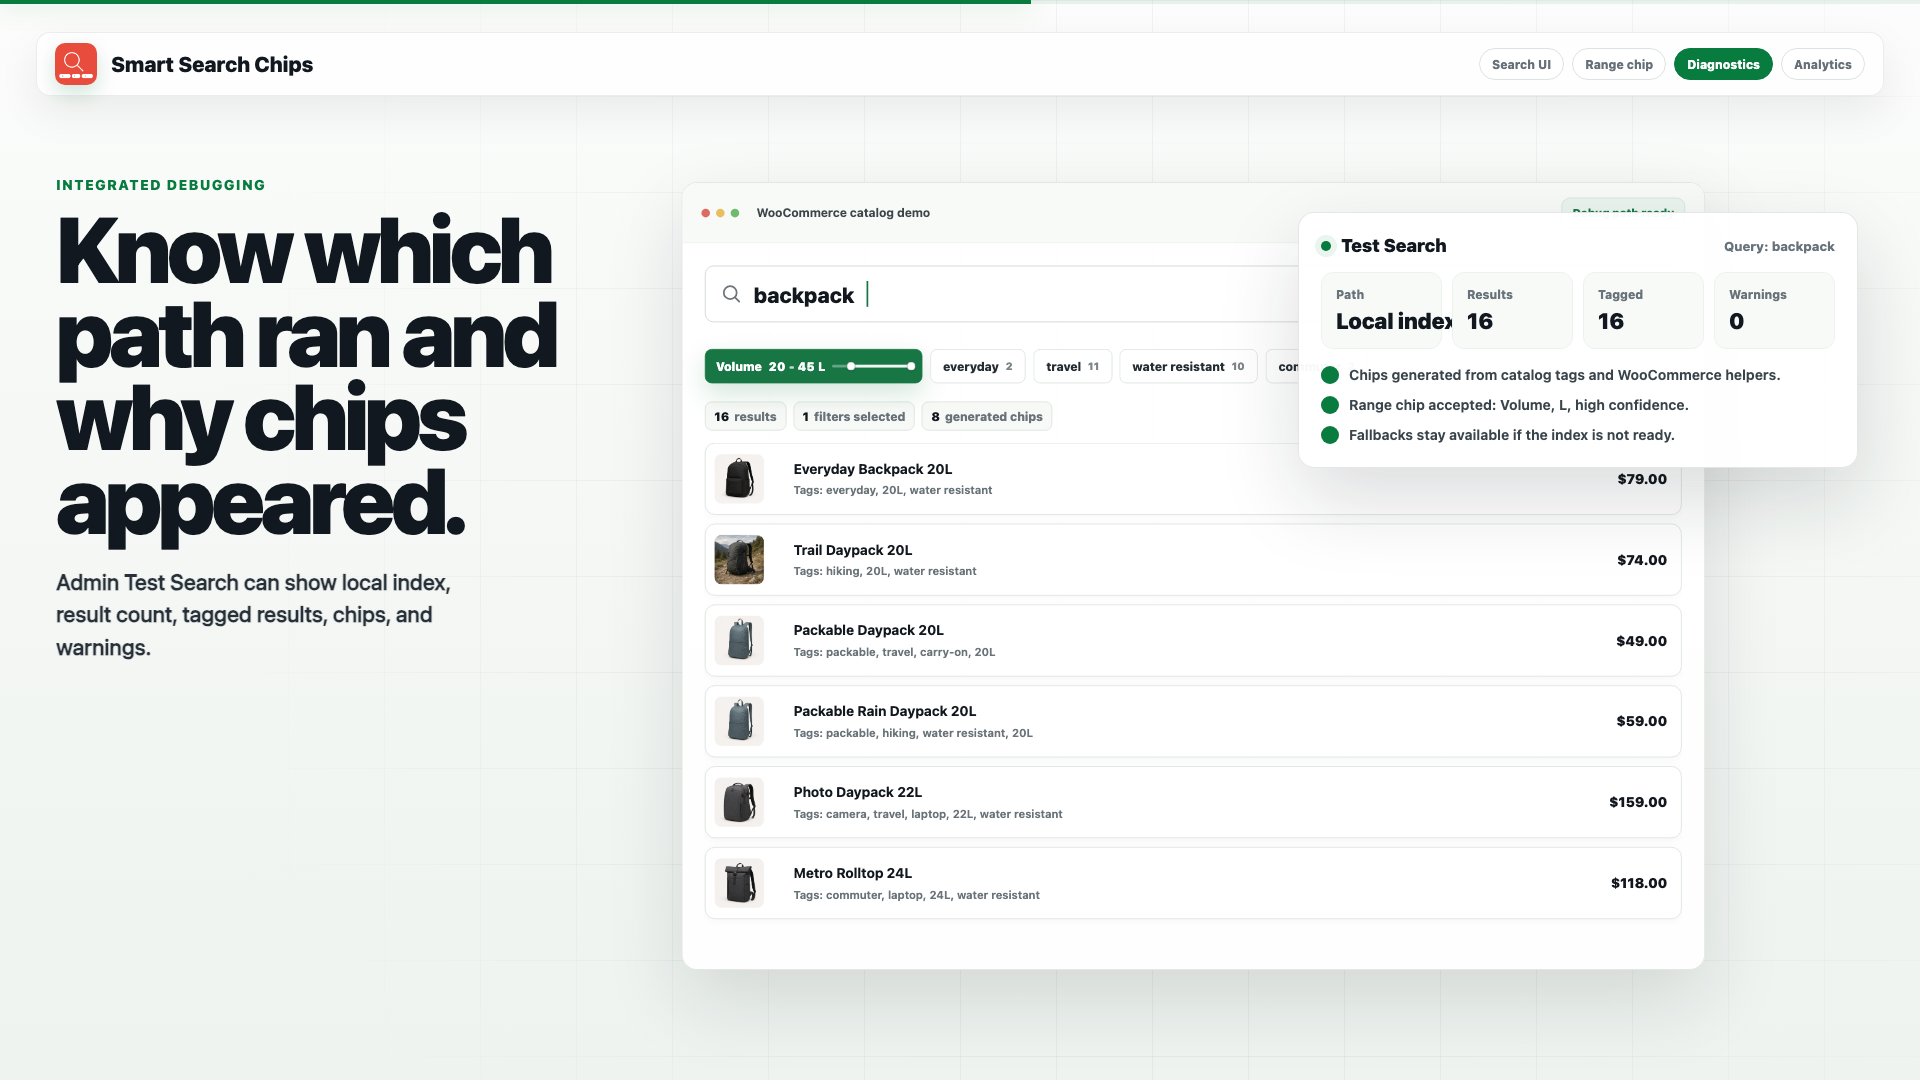 Smart Search Chips
Search UI
Range chip
Diagnostics
Analytics
INTEGRATED DEBUGGING
Know which
path ran and
why chips
appeared.
Admin Test Search can show local index,
result count, tagged results, chips, and
warnings.
WooCommerce catalog demo
backpack
Volume 20 - 45 L
everyday 2
travel 11
water resistant 10
16 results
1 filters selected
8 generated chips
Test Search
Query: backpack
Path
Local index
Results
16
Tagged
16
Warnings
0
Chips generated from catalog tags and WooCommerce helpers.
Range chip accepted: Volume, L, high confidence.
Fallbacks stay available if the index is not ready.
Everyday Backpack 20L
Tags: everyday, 20L, water resistant
$79.00
Trail Daypack 20L
Tags: hiking, 20L, water resistant
$74.00
Packable Daypack 20L
Tags: packable, travel, carry-on, 20L
$49.00
Packable Rain Daypack 20L
Tags: packable, hiking, water resistant, 20L
$59.00
Photo Daypack 22L
Tags: camera, travel, laptop, 22L, water resistant
$159.00
Metro Rolltop 24L
Tags: commuter, laptop, 24L, water resistant
$118.00